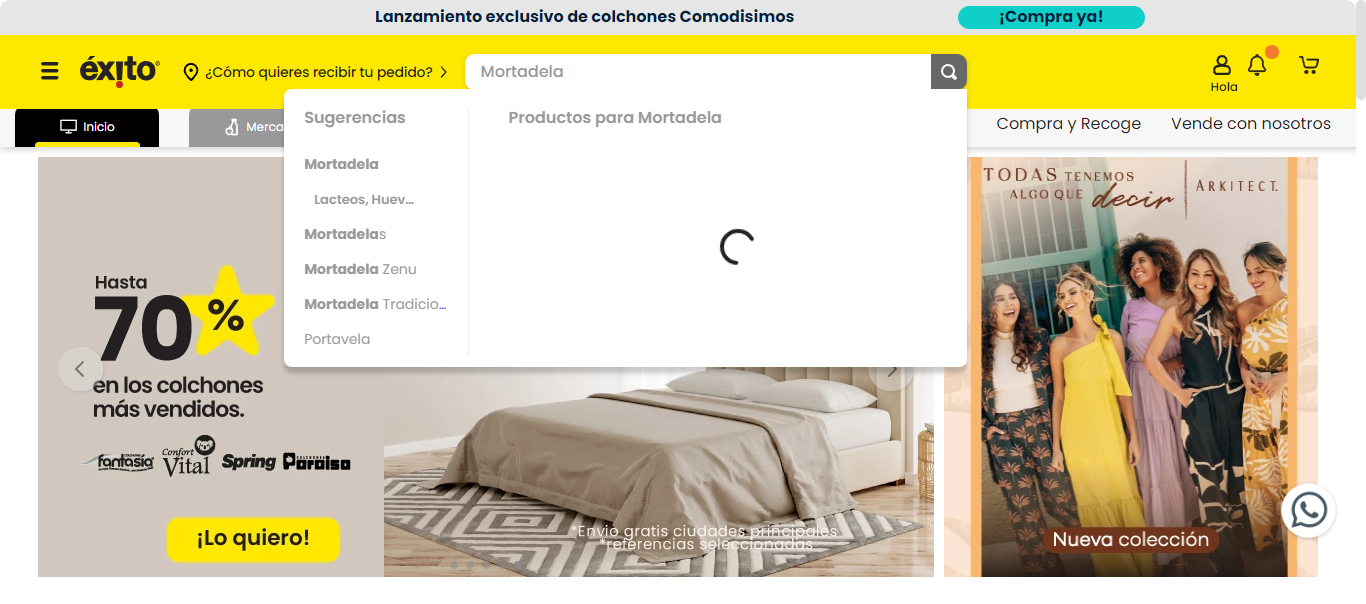 Lanzamiento exclusivo de colchones Comodisimos
¡Compra ya!
éxito
¿Cómo quieres recibir tu pedido?
Mortadela
Hola
Inicio
Merca
Compra y Recoge
Vende con nosotros
Sugerencias
Mortadela
Lacteos, Huev...
Mortadelas
Mortadela Zenu
Mortadela Tradicio...
Portavela
Productos para Mortadela
Hasta
70%
en los colchones
más vendidos.
fantasía
Confort Vital
Spring
Paraiso
¡Lo quiero!
*Envio gratis ciudades principales
*referencias seleccionadas
TODAS TENEMOS
ALGO QUE decir
ARKITECT.
Nueva colección